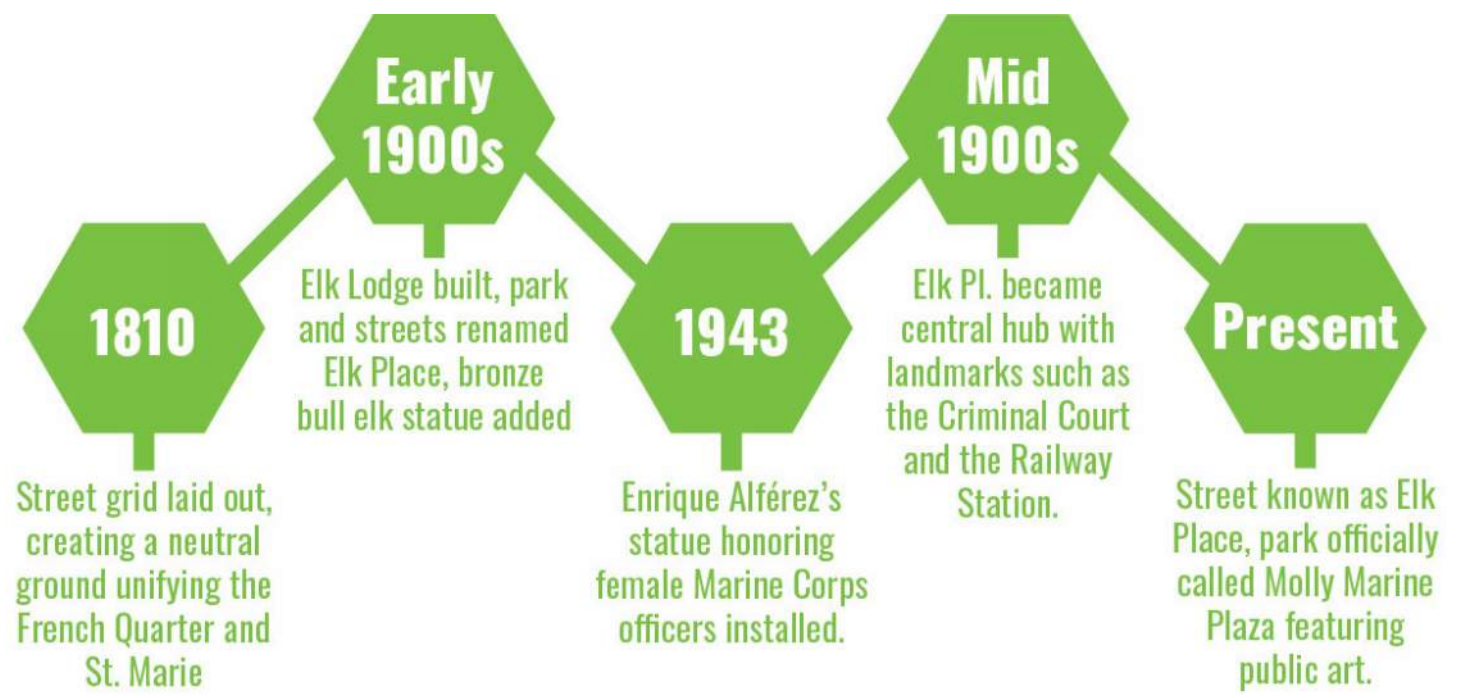 1810
Street grid laid out,
creating a neutral
ground unifying the
French Quarter and
St. Marie
Early
1900s
Elk Lodge built, park
and streets renamed
Elk Place, bronze
bull elk statue added
1943
Enrique Alférez’s
statue honoring
female Marine Corps
officers installed.
Mid
1900s
Elk Pl. became
central hub with
landmarks such as
the Criminal Court
and the Railway
Station.
Present
Street known as Elk
Place, park officially
called Molly Marine
Plaza featuring
public art.